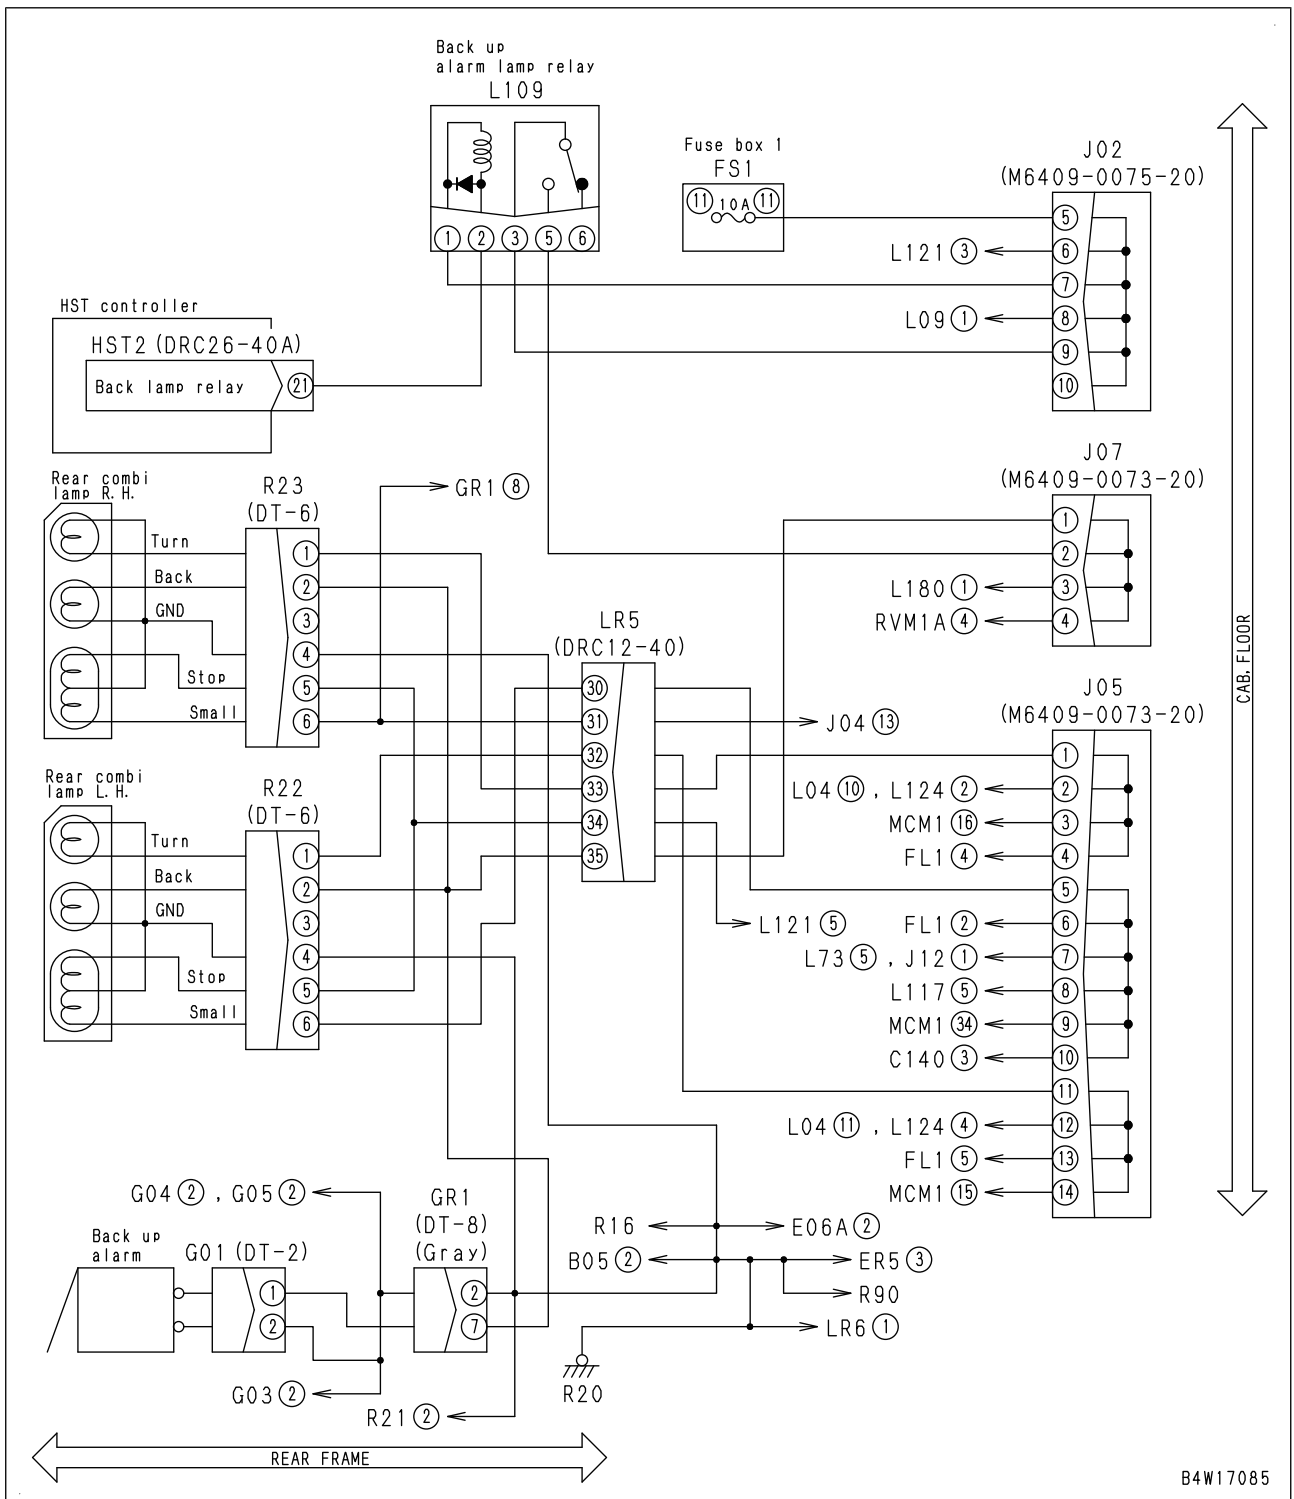 Back up
alarm lamp relay
L109
1 2 3 5 6
Fuse box 1
FS1
11 10A 11
J02
(M6409-0075-20)
5
L121 3 6
7
L09 1 8
9
10
HST controller
HST2 (DRC26-40A)
Back lamp relay 21
CAB, FLOOR
J07
(M6409-0073-20)
1
2
L180 1 3
RVM1A 4 4
Rear combi
lamp R.H.
R23
(DT-6)
GR1 8
Turn 1
Back 2
GND 3
4
Stop 5
Small 6
LR5
(DRC12-40)
30
31
32
33
34
35
J04 13
L121 5
J05
(M6409-0073-20)
1
L04 10 , L124 2 2
MCM1 16 3
FL1 4 4
5
FL1 2 6
L73 5 , J12 1 7
L117 5 8
MCM1 34 9
C140 3 10
11
L04 11 , L124 4 12
FL1 5 13
MCM1 15 14
Rear combi
lamp L.H.
R22
(DT-6)
Turn 1
Back 2
GND 3
4
Stop 5
Small 6
G04 2 , G05 2
Back up
alarm
G01 (DT-2)
1
2
G03 2
GR1
(DT-8)
(Gray)
2
7
R21 2
R16 E06A 2
B05 2 ER5 3
R90
LR6 1
R20
REAR FRAME
B4W17085